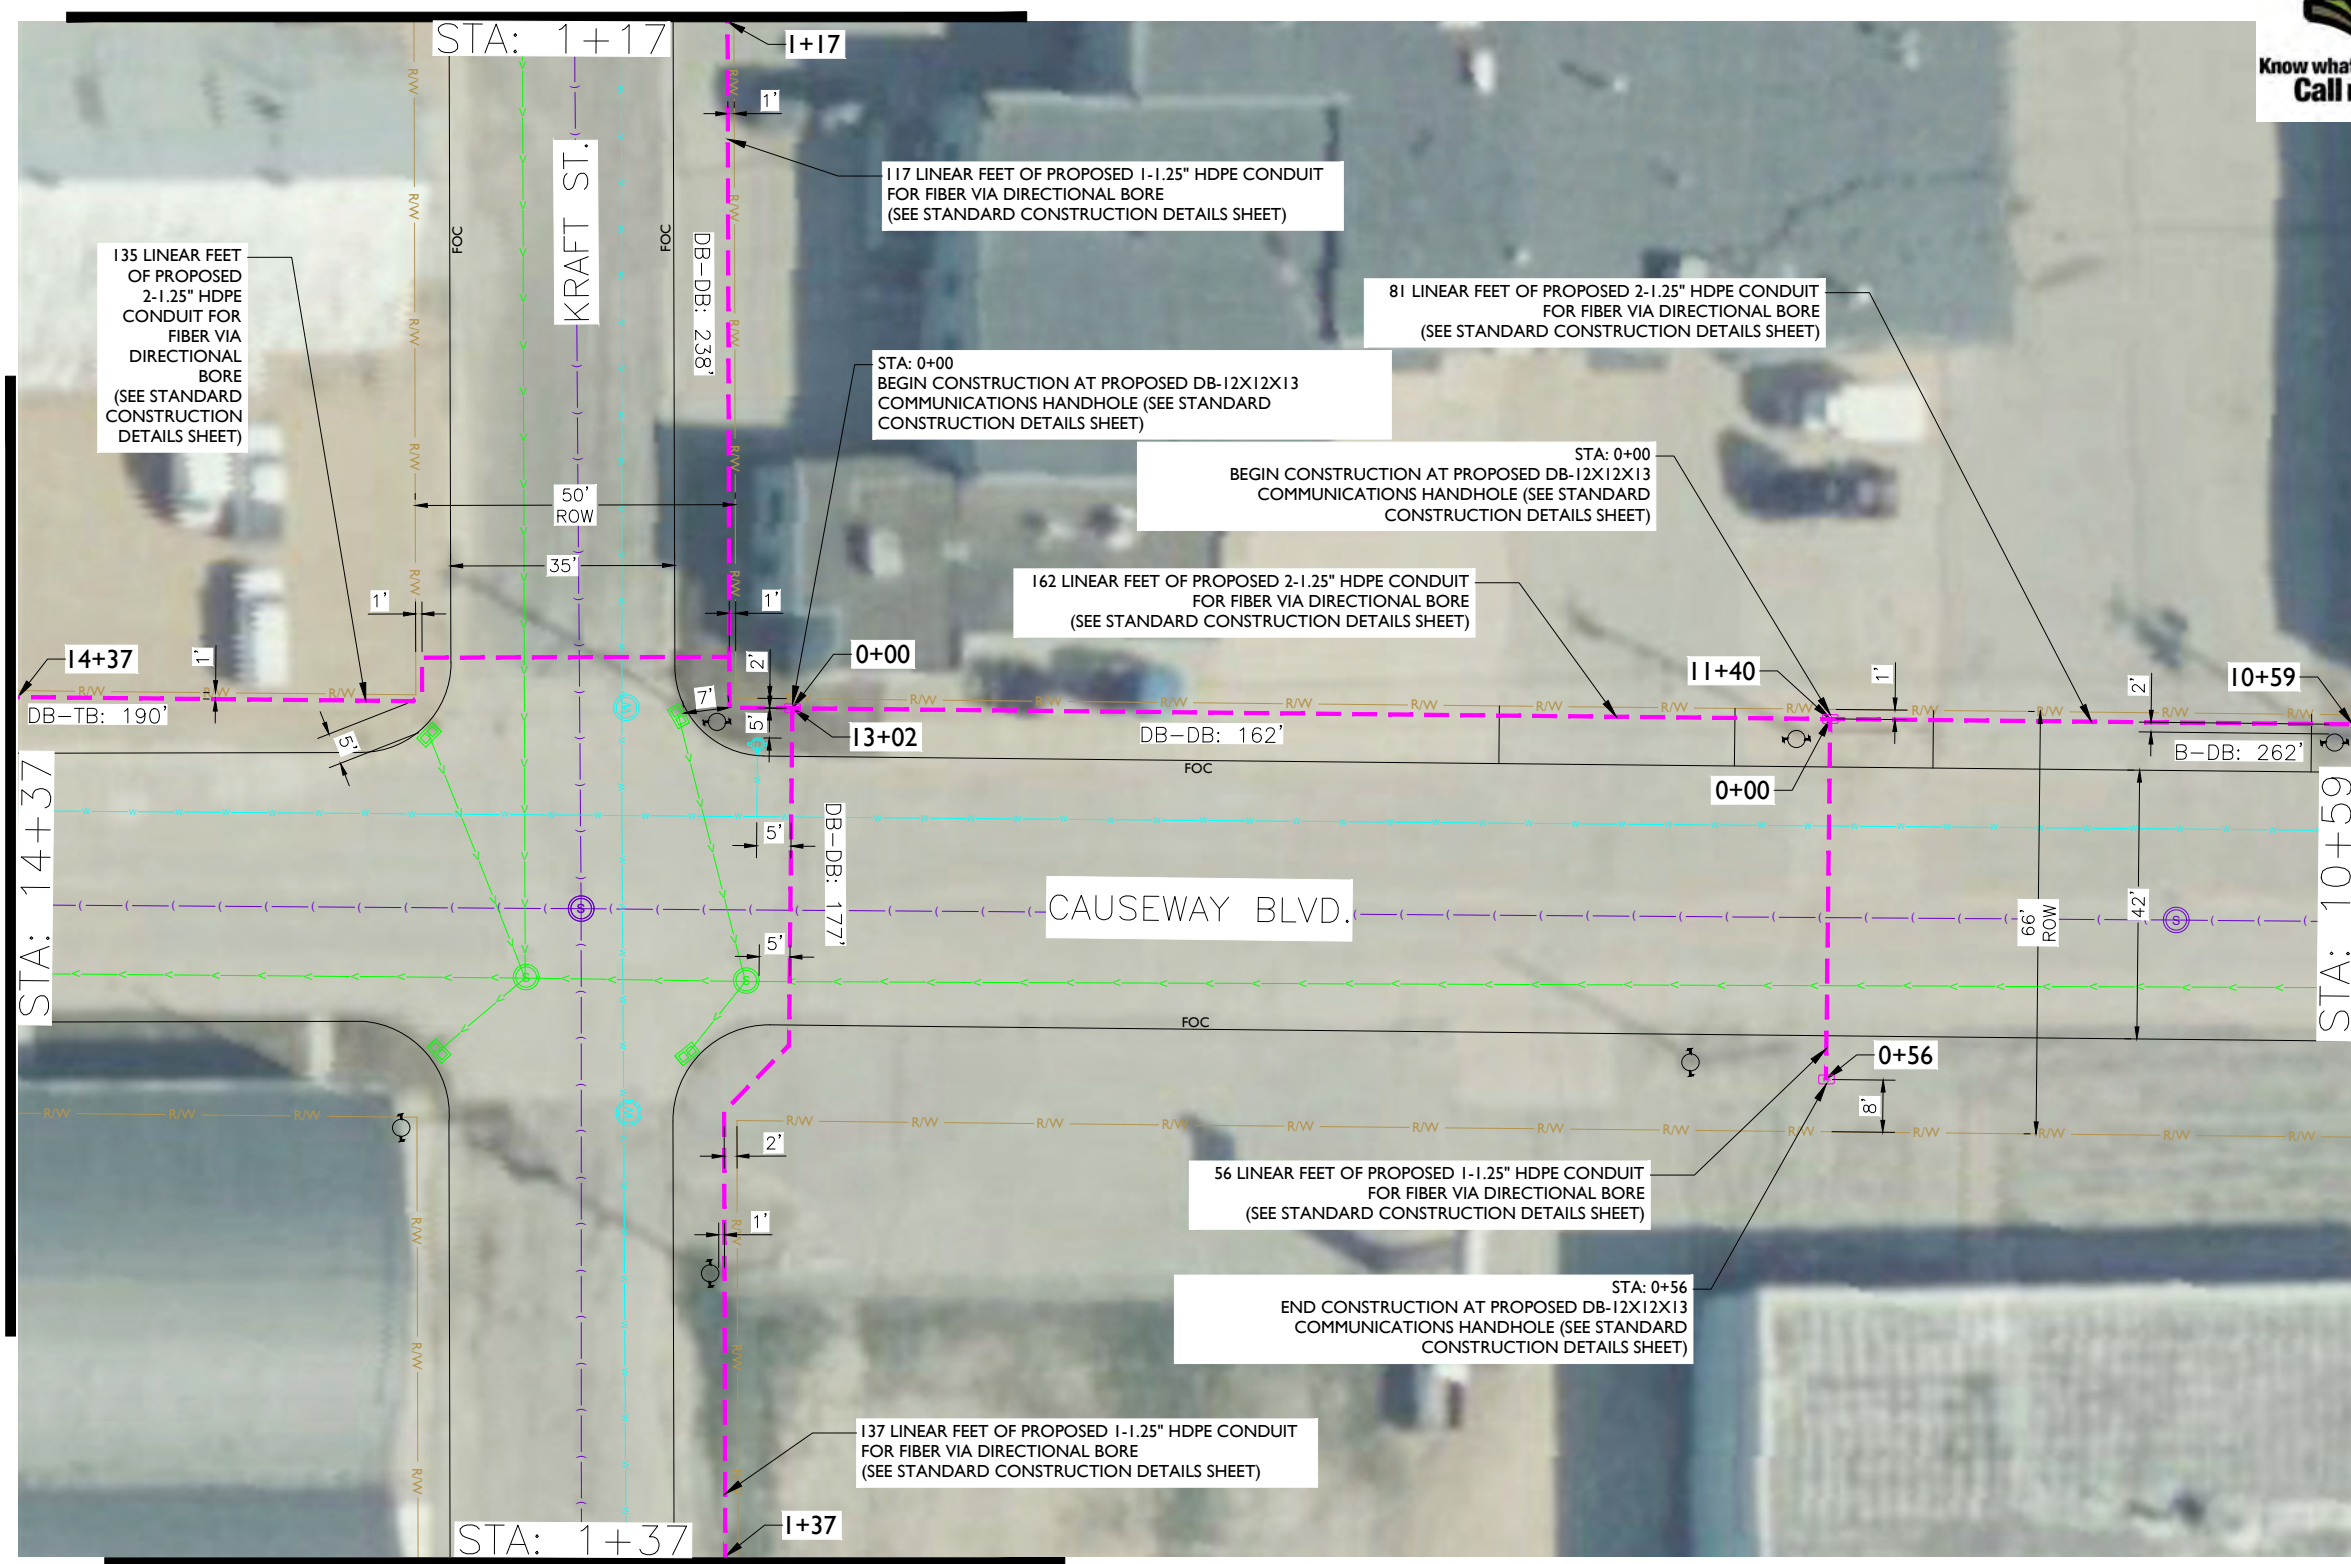 STA: 1+17
1+17
Know what
Call
1'
117 LINEAR FEET OF PROPOSED 1-1.25" HDPE CONDUIT
FOR FIBER VIA DIRECTIONAL BORE
(SEE STANDARD CONSTRUCTION DETAILS SHEET)
KRAFT ST.
FOC
FOC
DB-DB: 238'
135 LINEAR FEET
OF PROPOSED
2-1.25" HDPE
CONDUIT FOR
FIBER VIA
DIRECTIONAL
BORE
(SEE STANDARD
CONSTRUCTION
DETAILS SHEET)
81 LINEAR FEET OF PROPOSED 2-1.25" HDPE CONDUIT
FOR FIBER VIA DIRECTIONAL BORE
(SEE STANDARD CONSTRUCTION DETAILS SHEET)
STA: 0+00
BEGIN CONSTRUCTION AT PROPOSED DB-12X12X13
COMMUNICATIONS HANDHOLE (SEE STANDARD
CONSTRUCTION DETAILS SHEET)
STA: 0+00
BEGIN CONSTRUCTION AT PROPOSED DB-12X12X13
COMMUNICATIONS HANDHOLE (SEE STANDARD
CONSTRUCTION DETAILS SHEET)
50'
ROW
35'
162 LINEAR FEET OF PROPOSED 2-1.25" HDPE CONDUIT
FOR FIBER VIA DIRECTIONAL BORE
(SEE STANDARD CONSTRUCTION DETAILS SHEET)
1'
1'
14+37
1'
2'
0+00
11+40
1'
2'
10+59
R/W R/W R/W
7'
5'
R/W R/W R/W R/W R/W R/W R/W R/W R/W R/W R/W
DB-TB: 190'
13+02
DB-DB: 162'
B-DB: 262'
5'
FOC
0+00
STA: 14+37
5'
DB-DB: 177'
STA: 10+59
CAUSEWAY BLVD.
66'
ROW
42'
S
S
5'
S
S
FOC
0+56
8'
R/W R/W R/W
R/W R/W R/W R/W R/W R/W R/W R/W R/W R/W R/W R/W R/W
2'
56 LINEAR FEET OF PROPOSED 1-1.25" HDPE CONDUIT
FOR FIBER VIA DIRECTIONAL BORE
(SEE STANDARD CONSTRUCTION DETAILS SHEET)
1'
STA: 0+56
END CONSTRUCTION AT PROPOSED DB-12X12X13
COMMUNICATIONS HANDHOLE (SEE STANDARD
CONSTRUCTION DETAILS SHEET)
137 LINEAR FEET OF PROPOSED 1-1.25" HDPE CONDUIT
FOR FIBER VIA DIRECTIONAL BORE
(SEE STANDARD CONSTRUCTION DETAILS SHEET)
STA: 1+37
1+37